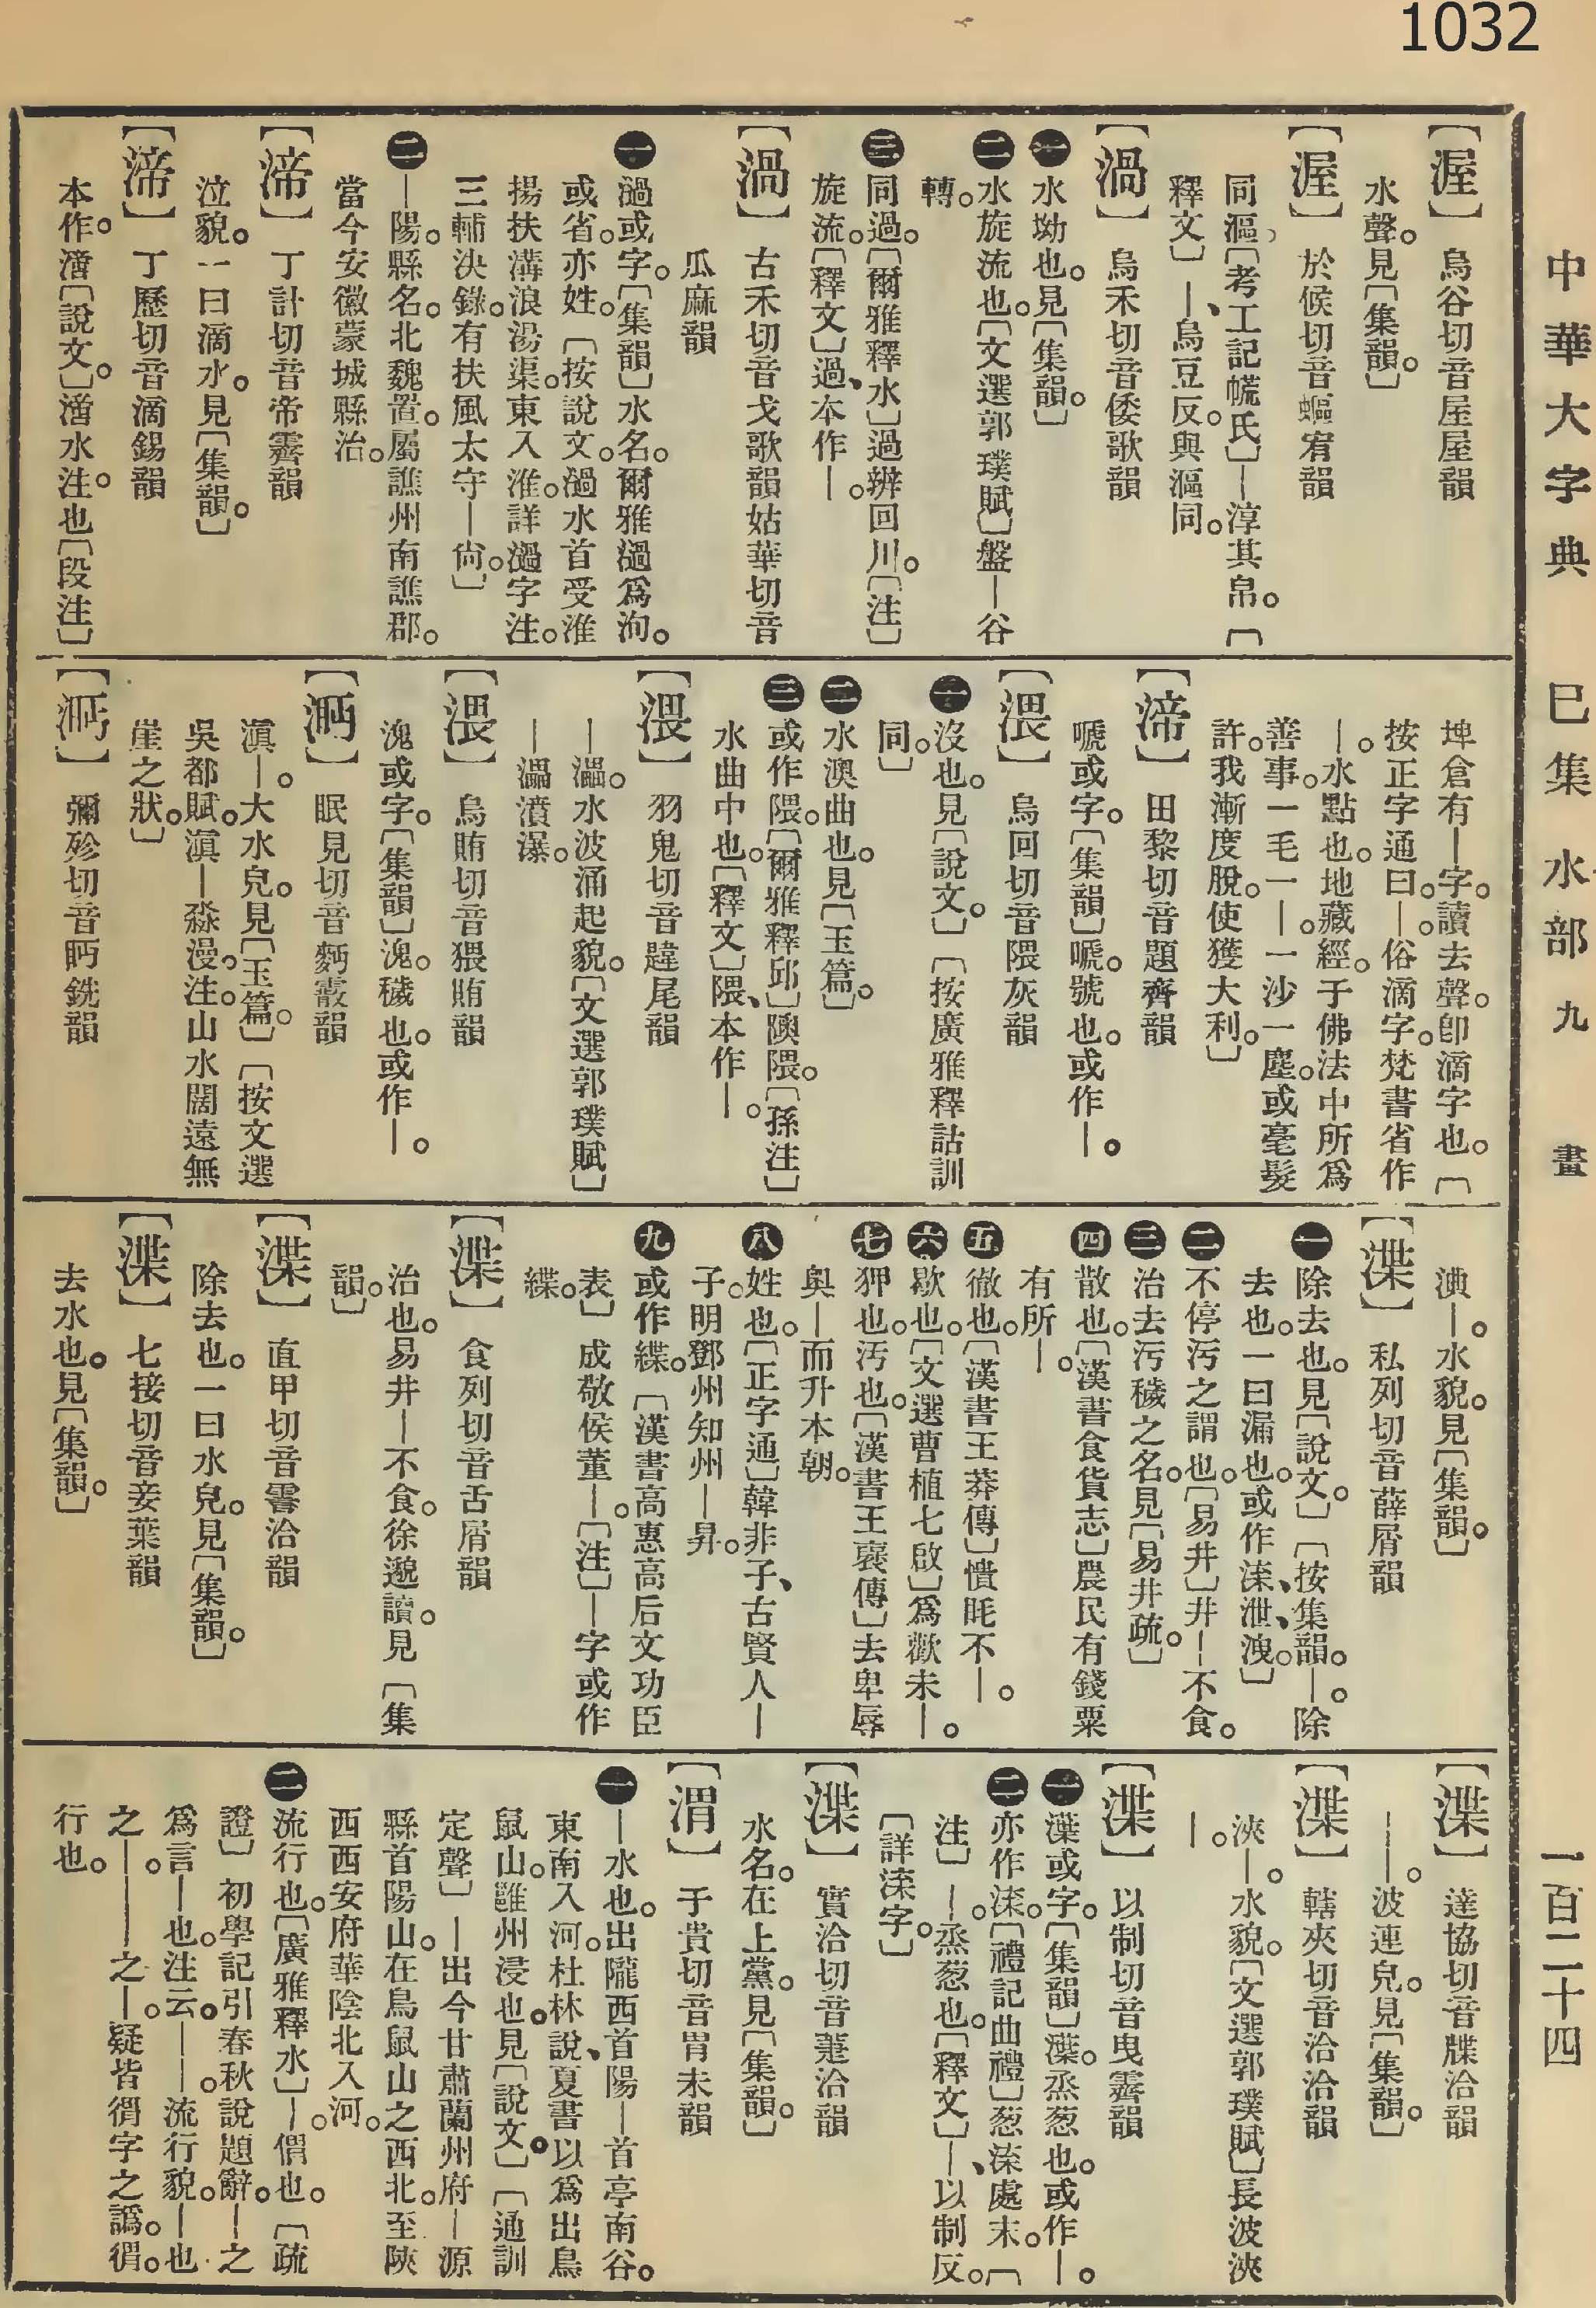 1032
中華大字典 巳集水部 九 畫 一百二十四
【渥】 烏谷切音屋屋韻
水聲。見〔集韻。〕
【渥】 於候切音蝹宥韻
同漚〔考工記㡛氏〕—淳其帛。〔
釋文〕—、烏豆反。與漚同。
【渦】 烏禾切音倭歌韻
㊀水坳也。見〔集韻。〕
㊁水旋流也。〔文選郭璞賦〕盤—谷
轉。
㊂同過。〔爾雅釋水〕過辨回川。〔注〕
旋流。〔釋文〕過、本作—。
【渦】 古禾切音戈歌韻姑華切音
瓜麻韻
㊀濄或字。〔集韻〕水名。爾雅濄爲洵。
或省。亦姓。〔按說文。濄水首受淮
揚扶溝浪湯渠。東入淮。詳濄字注。
三輔決錄。有扶風太守—尙。〕
㊁—陽。縣名。北魏置。屬譙州南譙郡。
當今安徽蒙城縣治。
【渧】 丁計切音帝霽韻
泣貌。一曰滴水。見〔集韻。〕
【渧】 丁歷切音滴錫韻
本作㴉〔說文。〕㴉水。注也〔段注〕
埤倉有—字。讀去聲。卽滴字也。〔
按正字通曰。—俗滴字。梵書省作
—。水點也。地藏經。于佛法中所爲
善事。一毛一—。一沙一塵。或毫髮
許。我漸度脫。使獲大利。〕
【渧】 田黎切音題齊韻
嗁或字。〔集韻〕嗁。號也。或作—。
【渨】 烏回切音隈灰韻
㊀沒也。見〔說文。〕〔按廣雅釋詁訓
同。〕
㊁水澳曲也。見〔玉篇。〕
㊂或作隈。〔爾雅釋邱〕隩隈。〔孫注〕
水曲中也。〔釋文〕隈、本作—。
【渨】 羽鬼切音韙尾韻
—㵽。水波涌起貌。〔文選郭璞賦〕
—㵽濆瀑。
【渨】 烏賄切音猥賄韻
溾或字。〔集韻〕溾。穢也。或作—。
【㴐】 眠見切音麪霰韻
滇—。大水皃。見〔玉篇。〕〔按文選
吳都賦。滇—淼漫。注。山水闊遠無
崖之狀。〕
【㴐】 彌殄切音眄銑韻
㴽—。水貌。見〔集韻。〕
【渫】 私列切音薛屑韻
㊀除去也。見〔說文。〕〔按集韻。—。除
去也。一曰漏也。或作渿、泄、洩。〕
㊁不停污之謂也。〔易井〕井—不食。
㊂治去污穢之名。見〔易井疏。〕
㊃散也。〔漢書食貨志〕農民有錢粟
有所—。
㊄徹也。〔漢書王莽傳〕憒眊不—。
㊅歇也。〔文選曹植七啟〕爲歡未—。
㊆狎也。汚也。〔漢書王襃傳〕去卑辱
奧—而升本朝。
㊇姓也。〔正字通〕韓非子、古賢人—
子。明鄧州知州—昇。
㊈或作緤。〔漢書高惠高后文功臣
表〕成敬侯董—。〔注〕—字或作
緤。
【渫】 食列切音舌屑韻
治也。易井—不食。徐邈讀。見〔集
韻。〕
【渫】 直甲切音霅洽韻
除去也。一曰水皃。見〔集韻。〕
【渫】 七接切音妾葉韻
去水也。見〔集韻。〕
【渫】 達協切音牒洽韻
——。波連皃。見〔集韻。〕
【渫】 轄夾切音洽洽韻
浹—。水貌。〔文選郭璞賦〕長波浹
—。
【渫】 以制切音曳霽韻
㊀㵩或字。〔集韻〕㵩。烝葱也。或作—。
㊁亦作渿。〔禮記曲禮〕葱渿處末。〔
注〕—。烝葱也。〔釋文〕—、以制反。
〔詳渿字。〕
【渫】 實洽切音萐洽韻
水名。在上黨。見〔集韻。〕
【渭】 于貴切音胃未韻
㊀—水也。出隴西首陽—首亭南谷。
東南入河。杜林說、夏書以爲出鳥
鼠山。雝州浸也。見〔說文。〕〔通訓
定聲〕—出今甘肅蘭州府—源
縣首陽山。在鳥鼠山之西北。至陝
西西安府華陰北入河。
㊁流行也。〔廣雅釋水〕—。㥜也。〔疏
證〕初學記引春秋說題辭。—之
爲言—也。注云。——。流行貌。—也
之—。——之—。疑皆㥜字之譌。㥜。
行也。